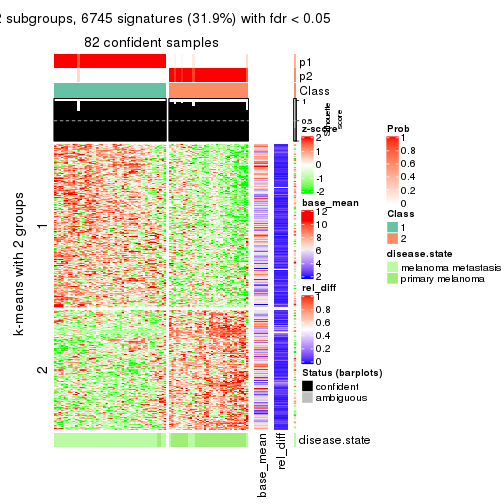 2 subgroups, 6745 signatures (31.9%) with fdr < 0.05
82 confident samples
p1
p2
Class
1
0.5
Silhouette
score
z-score
2
1
0
-1
-2
base_mean
12
10
8
6
4
2
rel_diff
1
0.8
0.6
0.4
0.2
0
Status (barplots)
confident
ambiguous
Prob
1
0.8
0.6
0.4
0.2
0
Class
1
2
disease.state
melanoma metastasis
primary melanoma
k-means with 2 groups
1
2
base_mean
rel_diff
disease.state